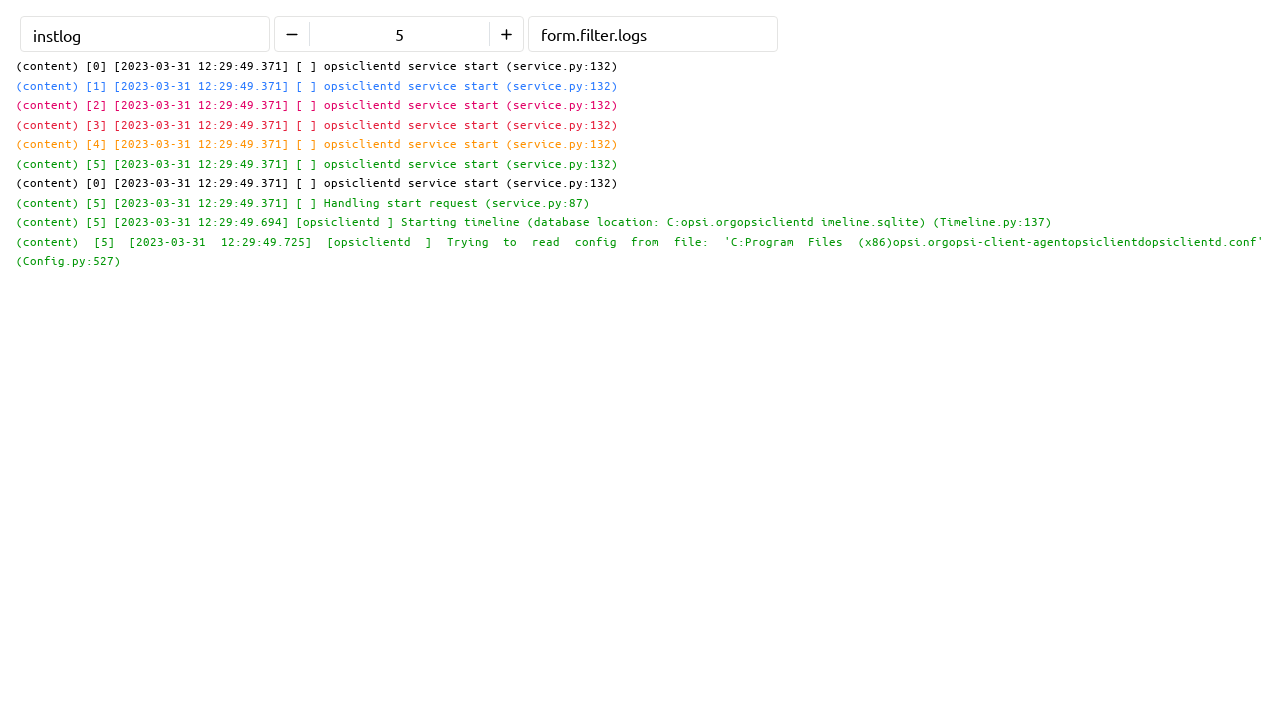 instlog
− 5 +
form.filter.logs
(content) [0] [2023-03-31 12:29:49.371] [ ] opsiclientd service start (service.py:132)
(content) [1] [2023-03-31 12:29:49.371] [ ] opsiclientd service start (service.py:132)
(content) [2] [2023-03-31 12:29:49.371] [ ] opsiclientd service start (service.py:132)
(content) [3] [2023-03-31 12:29:49.371] [ ] opsiclientd service start (service.py:132)
(content) [4] [2023-03-31 12:29:49.371] [ ] opsiclientd service start (service.py:132)
(content) [5] [2023-03-31 12:29:49.371] [ ] opsiclientd service start (service.py:132)
(content) [0] [2023-03-31 12:29:49.371] [ ] opsiclientd service start (service.py:132)
(content) [5] [2023-03-31 12:29:49.371] [ ] Handling start request (service.py:87)
(content) [5] [2023-03-31 12:29:49.694] [opsiclientd ] Starting timeline (database location: C:opsi.orgopsiclientd imeline.sqlite) (Timeline.py:137)
(content) [5] [2023-03-31 12:29:49.725] [opsiclientd ] Trying to read config from file: 'C:Program Files (x86)opsi.orgopsi-client-agentopsiclientdopsiclientd.conf'
(Config.py:527)